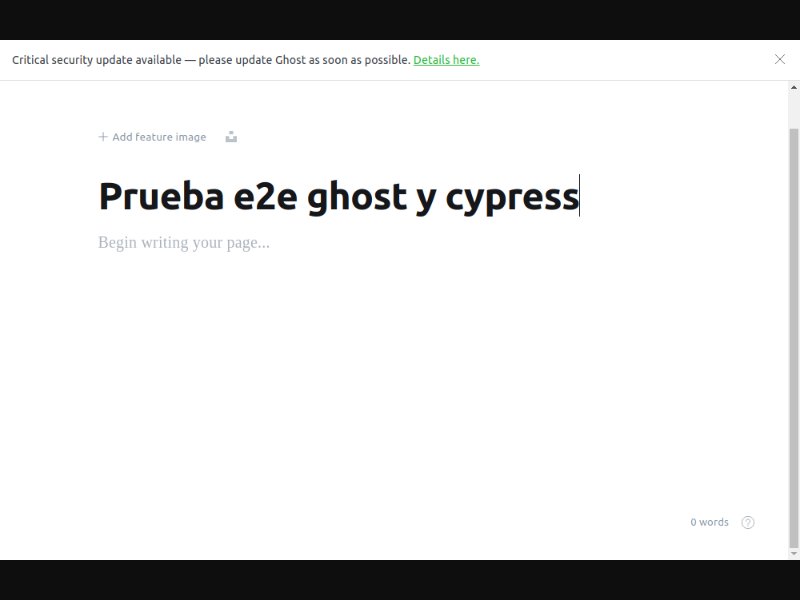 Critical security update available — please update Ghost as soon as possible. Details here.
+ Add feature image
Prueba e2e ghost y cypress
Begin writing your page...
0 words ?